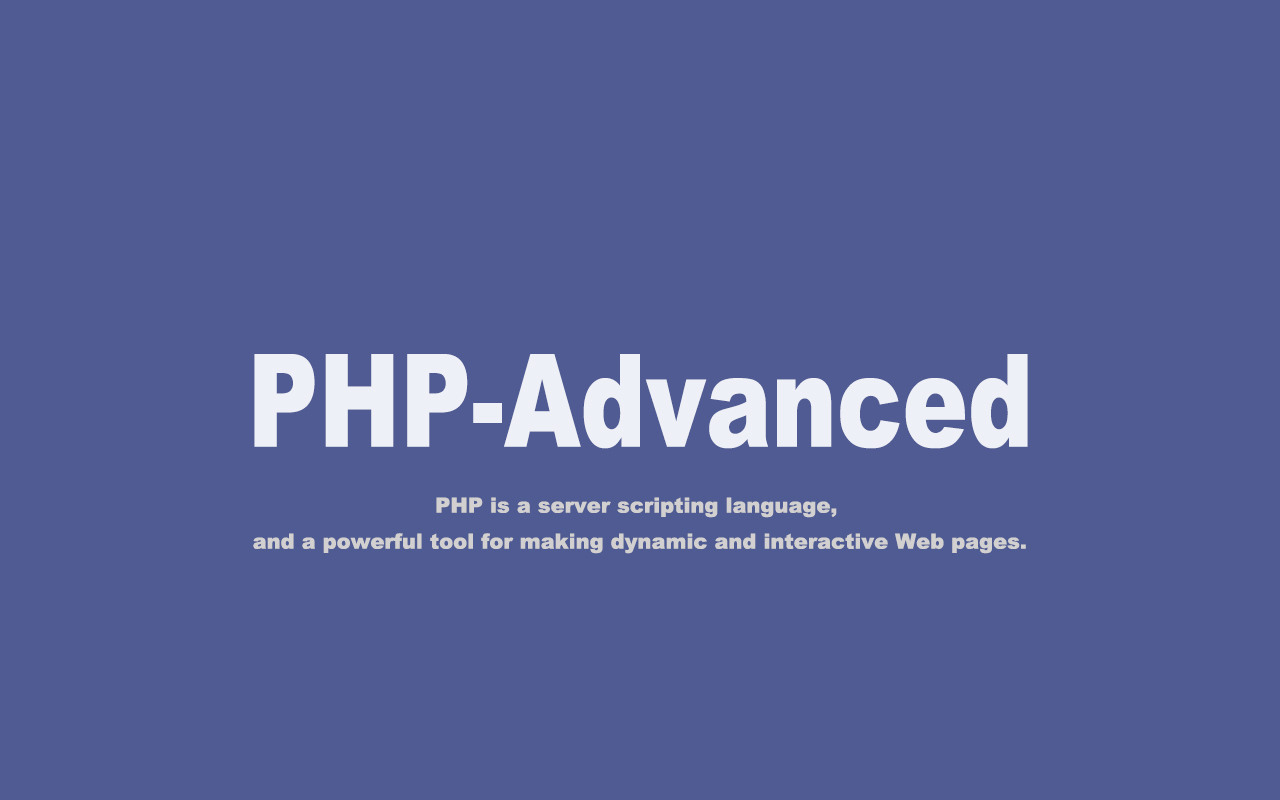 PHP-Advanced
PHP is a server scripting language,
and a powerful tool for making dynamic and interactive Web pages.